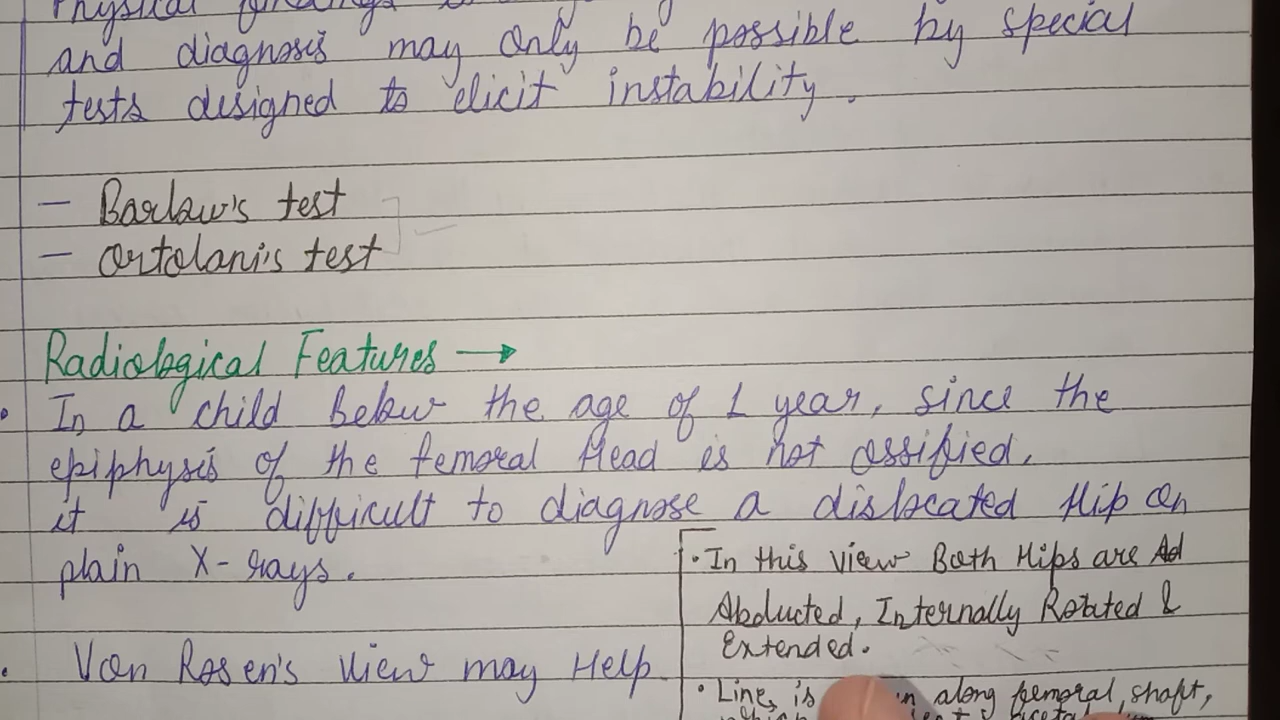 Physical findings
and diagnosis may only be possible by special
tests designed to elicit instability.
— Barlow's test
— Ortolani's test
Radiological Features →
• In a child below the age of 1 year, since the
epiphysis of the femoral Head is not ossified,
it is difficult to diagnose a dislocated Hip on
plain X-rays.
• In this view Both Hips are Ad
Abducted, Internally Rotated &
Extended.
• Von Rosen's view may Help
• Line, is along femoral, shaft,